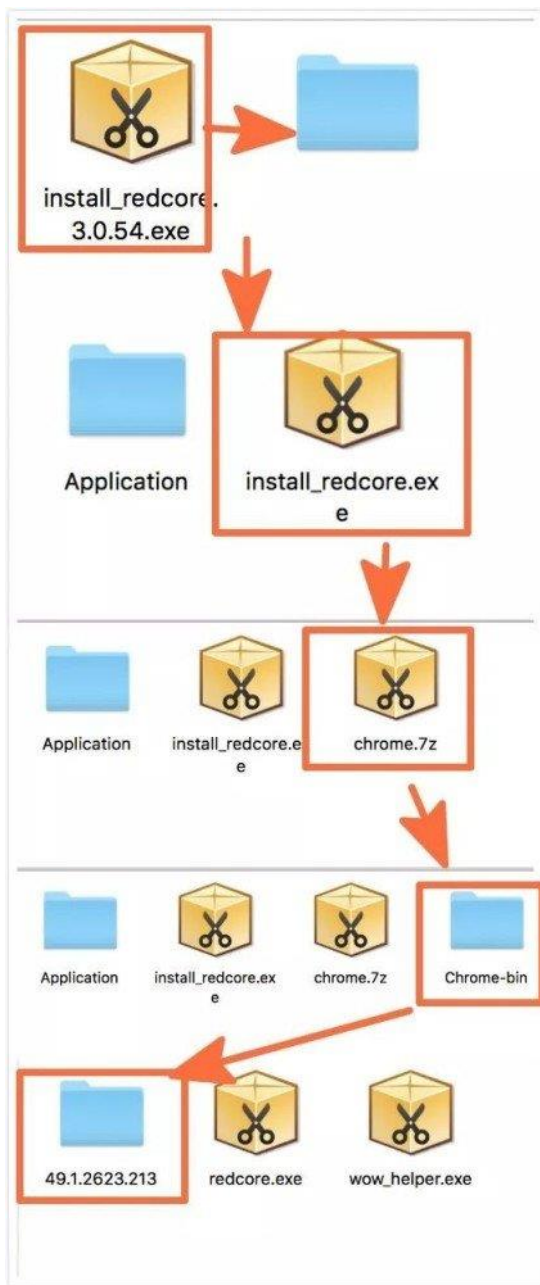 install_redcore.
3.0.54.exe
Application
install_redcore.ex
e
Application
install_redcore.e
e
chrome.7z
Application
install_redcore.ex
e
chrome.7z
Chrome-bin
49.1.2623.213
redcore.exe
wow_helper.exe